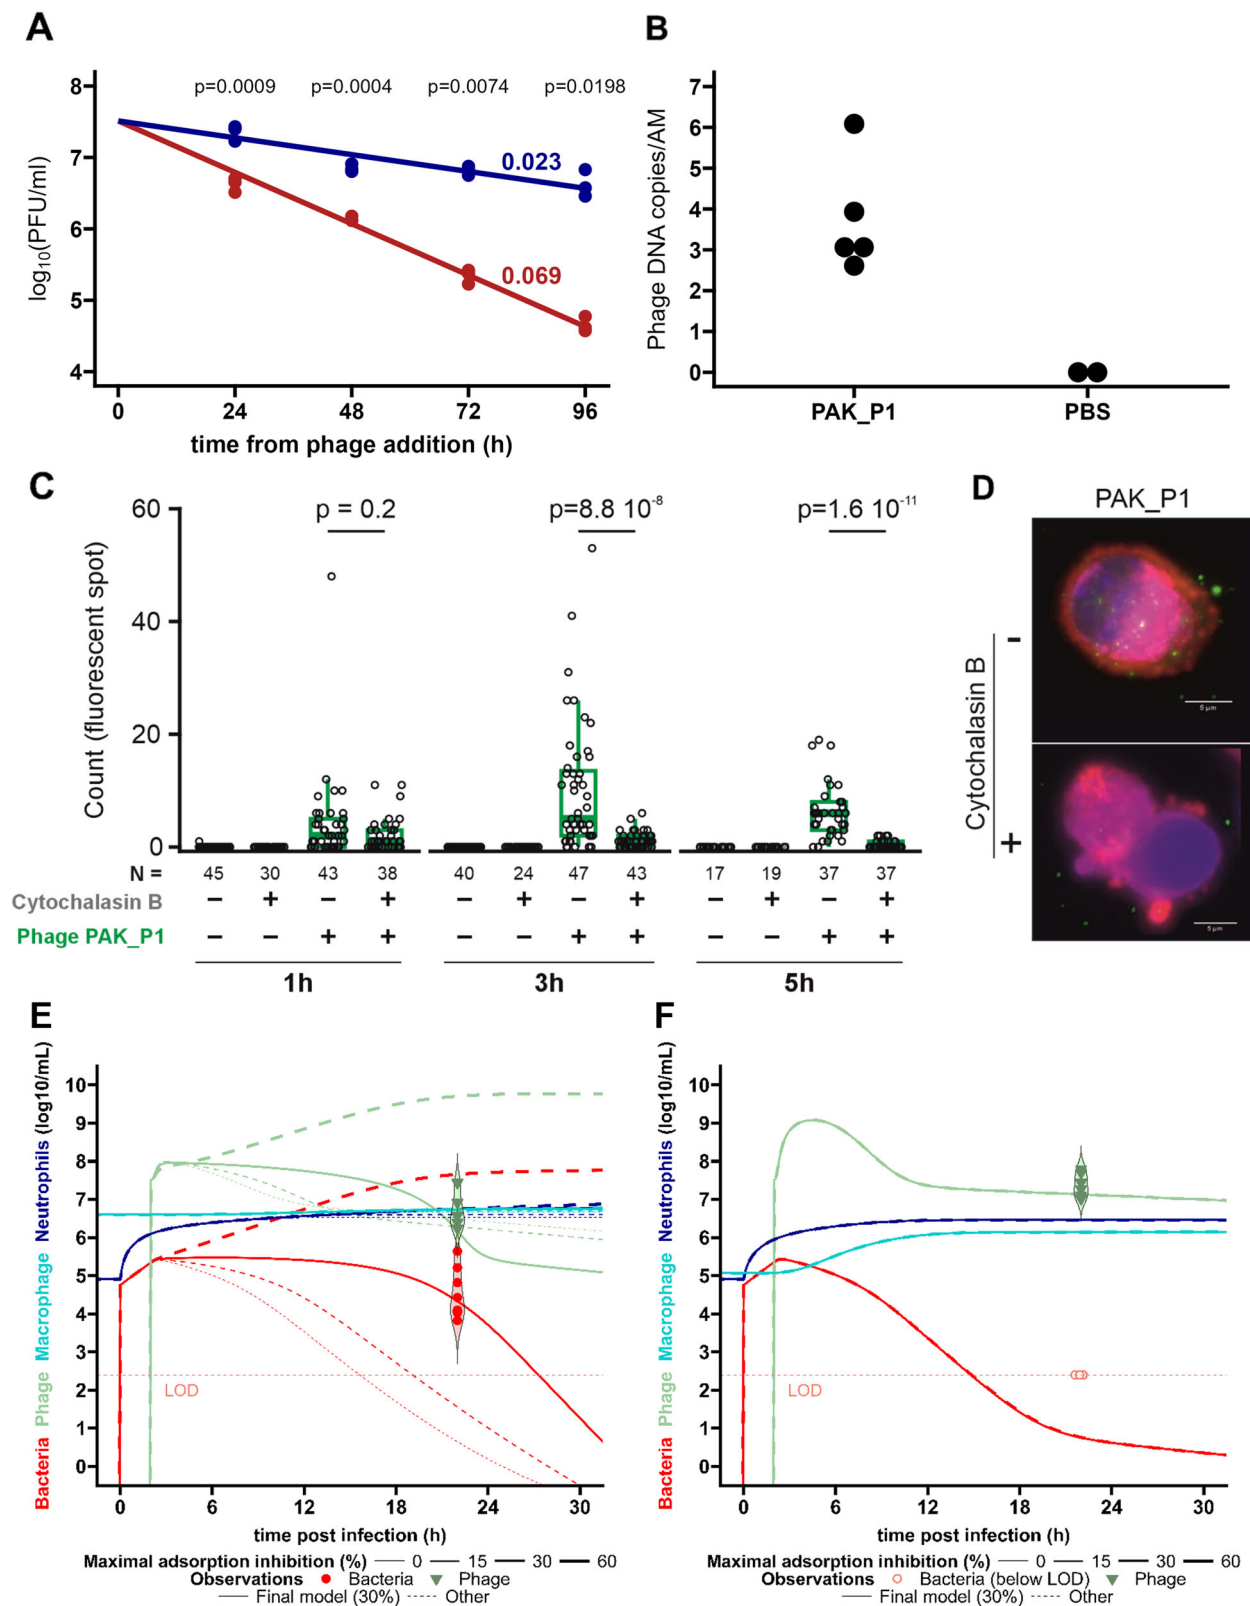 A
8
7
6
5
4
log₁₀(PFU/ml)
p=0.0009 p=0.0004 p=0.0074 p=0.0198
0.023
0.069
0 24 48 72 96
time from phage addition (h)
B
7
6
5
4
3
2
1
0
Phage DNA copies/AM
PAK_P1 PBS
C
60
40
20
0
Count (fluorescent spot)
p = 0.2 p=8.8 10⁻⁸ p=1.6 10⁻¹¹
N = 45 30 43 38 40 24 47 43 17 19 37 37
Cytochalasin B − + − + − + − + − + − +
Phage PAK_P1 − − + + − − + + − − + +
1h 3h 5h
D
PAK_P1
Cytochalasin B
−
+
5 µm
5 µm
E
10
9
8
7
6
5
4
3
2
1
0
Bacteria Phage Macrophage Neutrophils (log10/mL)
LOD
0 6 12 18 24 30
time post infection (h)
Maximal adsorption inhibition (%) 0 15 30 60
Observations Bacteria Phage
Final model (30%) Other
F
10
9
8
7
6
5
4
3
2
1
0
Bacteria Phage Macrophage Neutrophils (log10/mL)
LOD
0 6 12 18 24 30
time post infection (h)
Maximal adsorption inhibition (%) 0 15 30 60
Observations Bacteria (below LOD) Phage
Final model (30%) Other